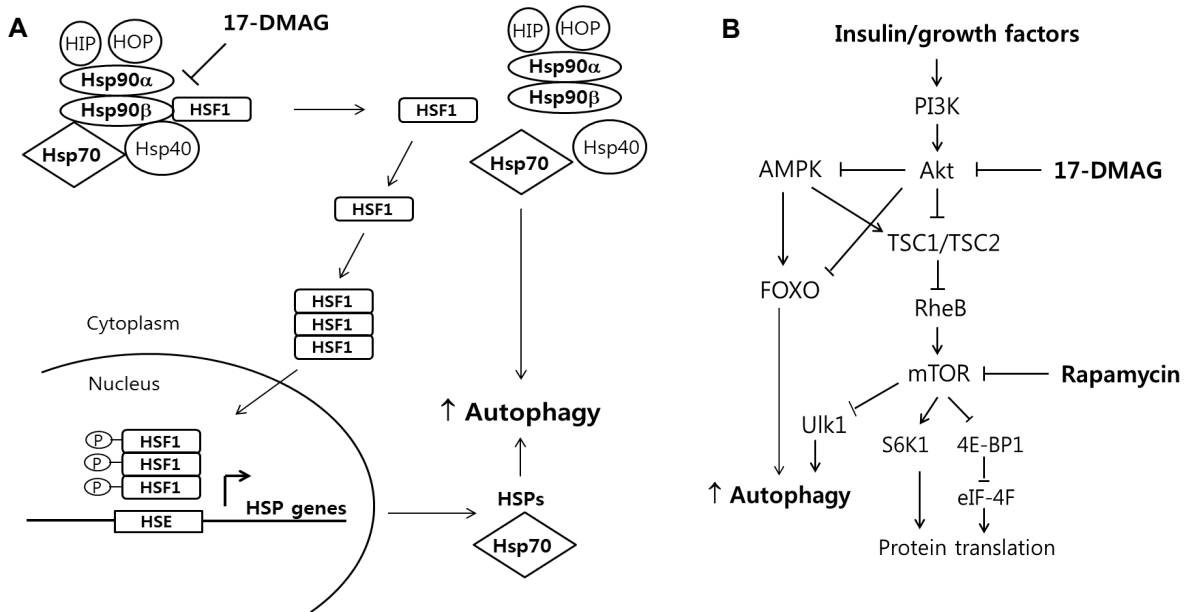 A
17-DMAG
HIP
HOP
Hsp90α
Hsp90β
HSF1
Hsp70
Hsp40
HSF1
HIP
HOP
Hsp90α
Hsp90β
Hsp70
Hsp40
HSF1
HSF1
HSF1
HSF1
Cytoplasm
Nucleus
↑ Autophagy
P
HSF1
P
HSF1
P
HSF1
HSE
HSP genes
HSPs
Hsp70
B
Insulin/growth factors
PI3K
AMPK
Akt
17-DMAG
TSC1/TSC2
FOXO
RheB
mTOR
Rapamycin
Ulk1
S6K1
4E-BP1
↑ Autophagy
eIF-4F
Protein translation